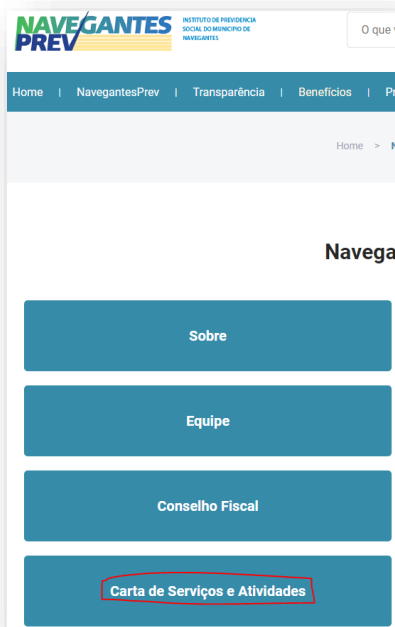 NAVEGANTES
PREV
INSTITUTO DE PREVIDENCIA
SOCIAL DO MUNICIPIO DE
NAVEGANTES
O que
Home | NavegantesPrev | Transparência | Benefícios |
Home >
Sobre
Equipe
Conselho Fiscal
Carta de Serviços e Atividades